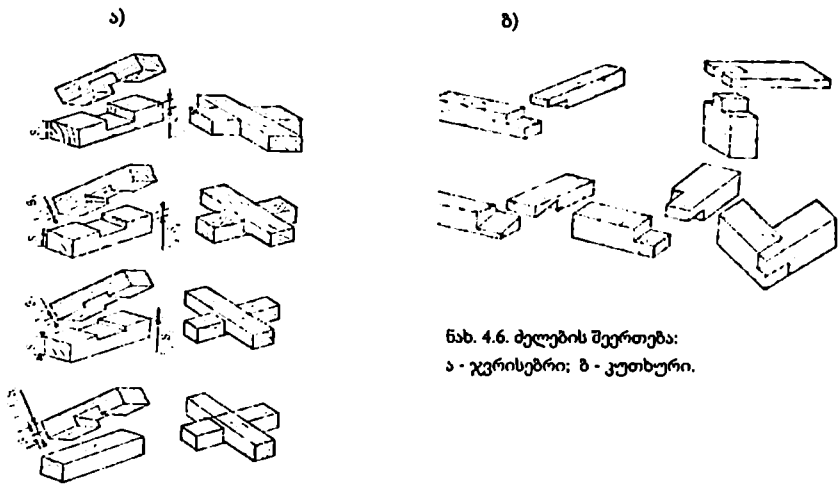 ა)
ბ)
ნახ. 4.6. ძელების შეერთება:
ა - ჯვრისებრი; ბ - კუთხური.